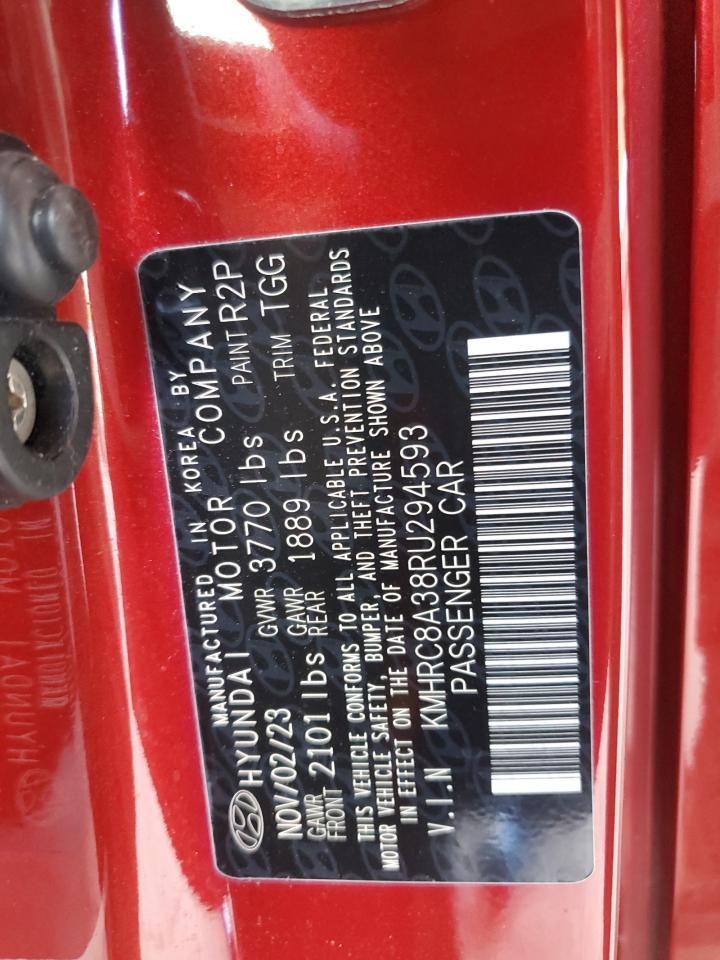 MANUFACTURED IN KOREA BY
HYUNDAI MOTOR COMPANY
NOV/02/23 GVWR 3770 lbs PAINT R2P
GAWR FRONT 2101 lbs GAWR REAR 1889 lbs TRIM TGG
THIS VEHICLE CONFORMS TO ALL APPLICABLE U.S.A. FEDERAL
MOTOR VEHICLE SAFETY, BUMPER, AND THEFT PREVENTION STANDARDS
IN EFFECT ON THE DATE OF MANUFACTURE SHOWN ABOVE
V.I.N KMHRC8A38RU294593
PASSENGER CAR